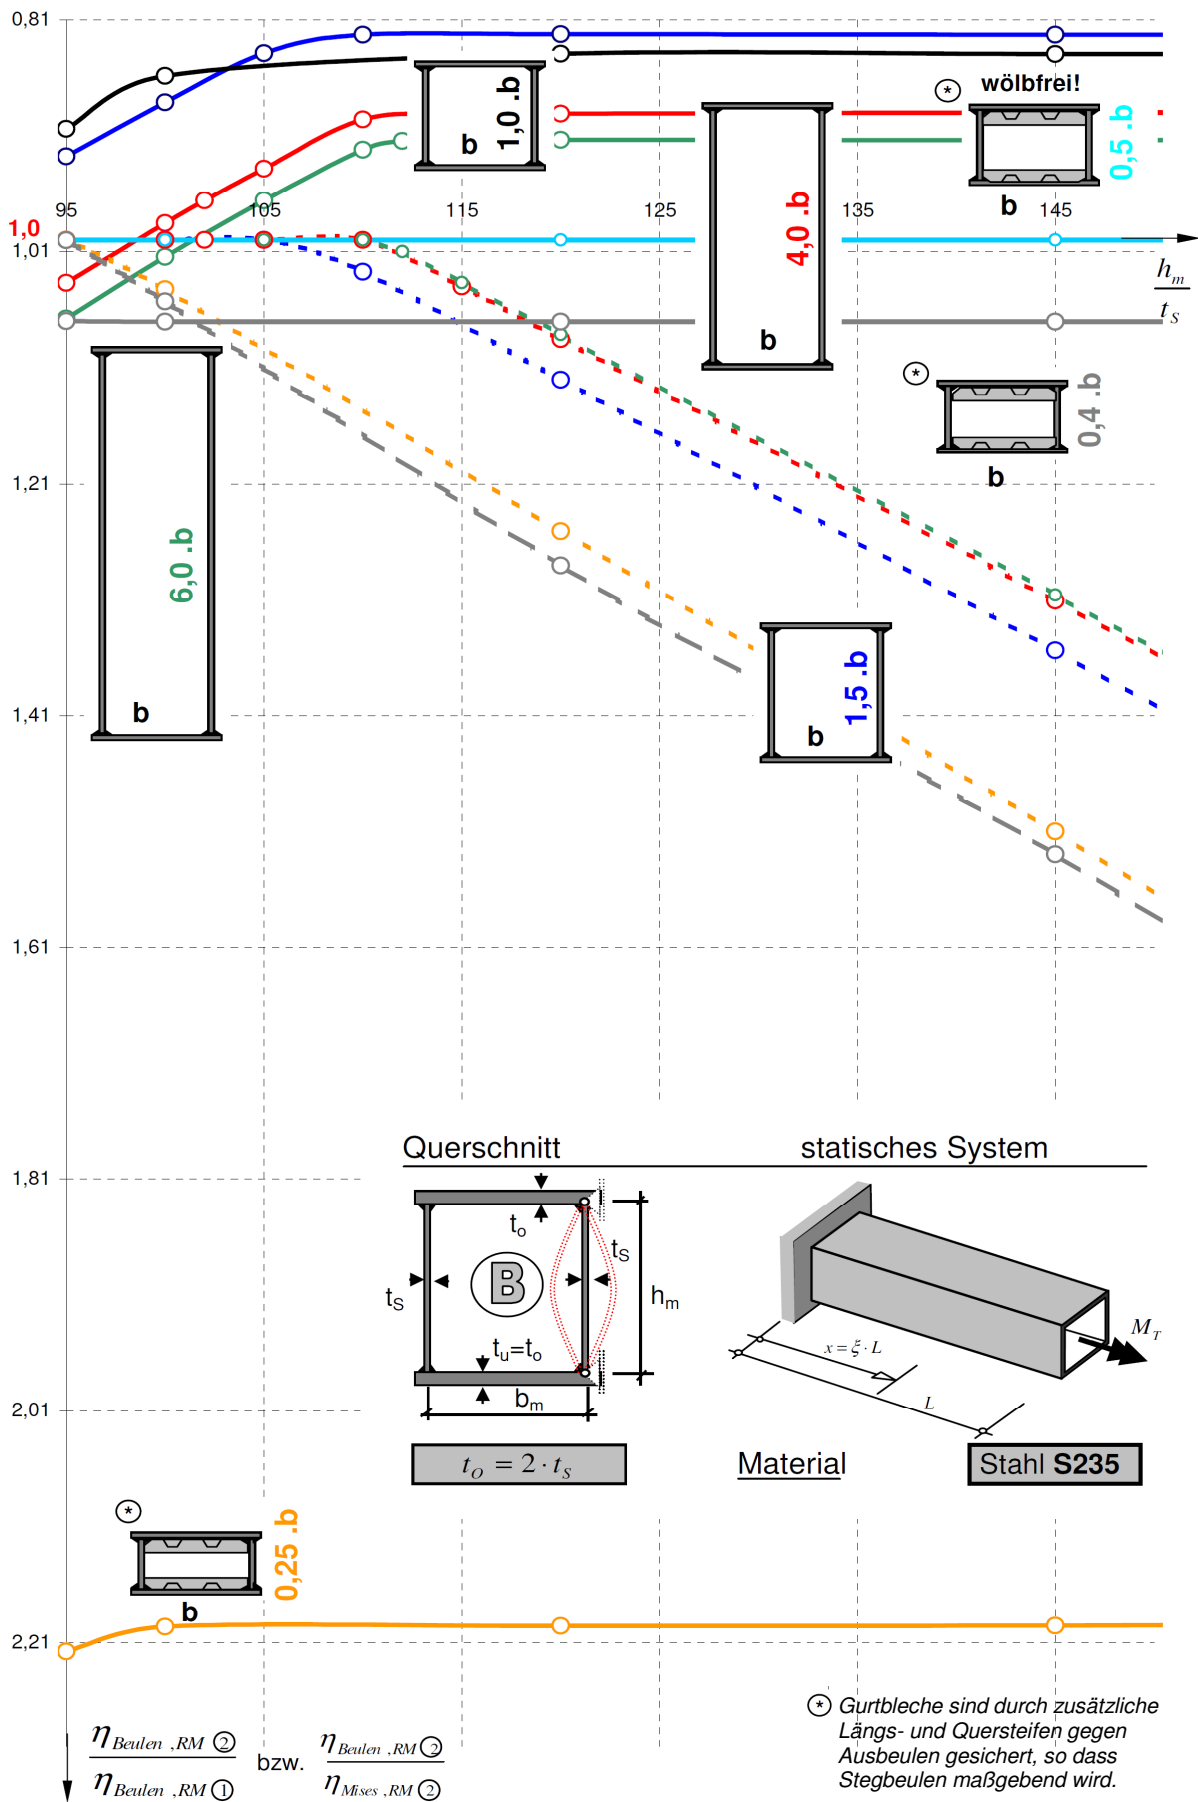 0,81
wölbfrei!
*
1,0 .b
b
0,5 .b
b
95
105
115
125
135
145
1,0
4,0 .b
1,01
h_m
t_S
b
*
0,4 .b
b
1,21
6,0 .b
1,5 .b
b
b
1,41
1,61
Querschnitt
statisches System
1,81
t_o
t_S
t_S
B
h_m
M_T
t_u=t_o
x = ξ · L
b_m
L
2,01
t_O = 2 · t_S
Material
Stahl S235
*
0,25 .b
b
2,21
* Gurtbleche sind durch zusätzliche
Längs- und Quersteifen gegen
Ausbeulen gesichert, so dass
Stegbeulen maßgebend wird.
η_Beulen ,RM ②
bzw.
η_Beulen ,RM ②
η_Beulen ,RM ①
η_Mises ,RM ②